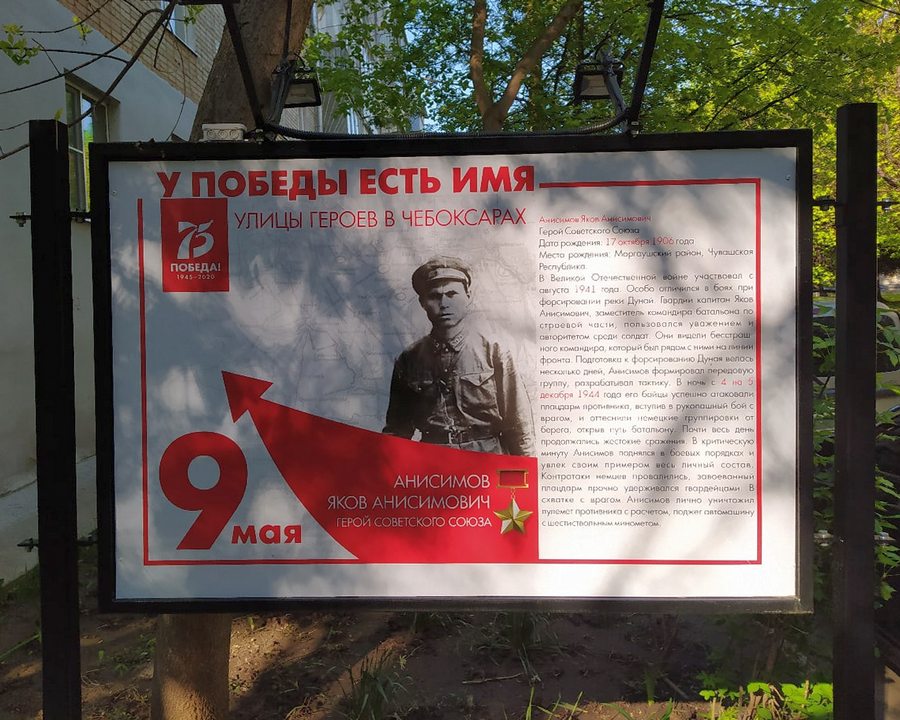 У ПОБЕДЫ ЕСТЬ ИМЯ
УЛИЦЫ ГЕРОЕВ В ЧЕБОКСАРАХ
75
ПОБЕДА!
1945-2020
Анисимов Яков Анисимович
Герой Советского Союза
Дата рождения: 17 октября 1906 года
Место рождения: Моргаушский район, Чувашская
Республика.
В Великой Отечественной войне участвовал с
августа 1941 года. Особо отличился в боях при
форсировании реки Дунай. Гвардии капитан Яков
Анисимович, заместитель командира батальона по
строевой части, пользовался уважением и
авторитетом среди солдат. Они видели бесстраш-
ного командира, который был рядом с ними на линии
фронта. Подготовка к форсированию Дуная велась
несколько дней, Анисимов формировал передовую
группу, разрабатывал тактику. В ночь с 4 на 5
декабря 1944 года его бойцы успешно атаковали
плацдарм противника, вступив в рукопашный бой с
врагом, и оттеснили немецкие группировки от
берега, открыв путь батальону. Почти весь день
продолжались жестокие сражения. В критическую
минуту Анисимов поднялся в боевых порядках и
увлек своим примером весь личный состав.
Контратаки немцев провалились, завоеванный
плацдарм прочно удерживался гвардейцами. В
схватке с врагом Анисимов лично уничтожил
пулемет противника с расчетом, поджег автомашину
с шестиствольным минометом.
9 мая
АНИСИМОВ
ЯКОВ АНИСИМОВИЧ
ГЕРОЙ СОВЕТСКОГО СОЮЗА